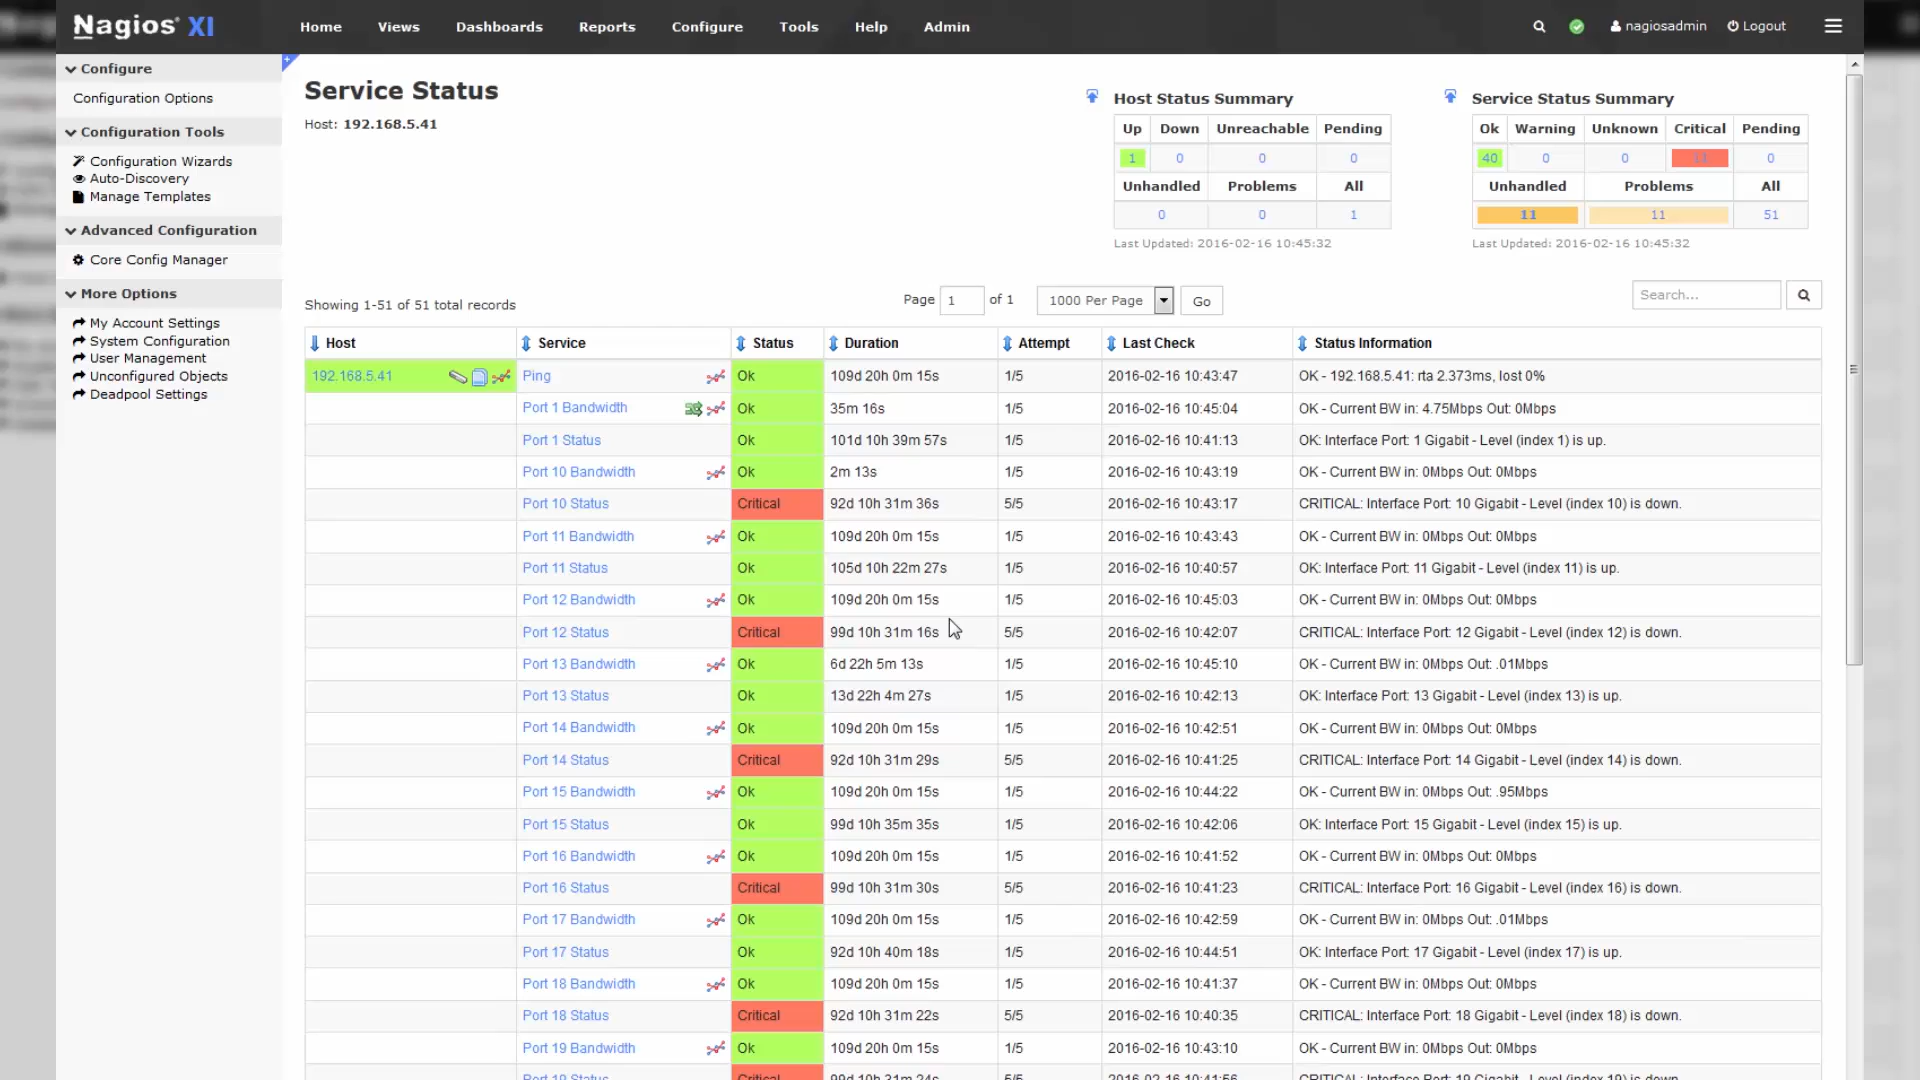 Nagios XI
Home Views Dashboards Reports Configure Tools Help Admin
nagiosadmin Logout
Configure
Configuration Options
Configuration Tools
Configuration Wizards
Auto-Discovery
Manage Templates
Advanced Configuration
Core Config Manager
More Options
My Account Settings
System Configuration
User Management
Unconfigured Objects
Deadpool Settings
Service Status
Host: 192.168.5.41
Host Status Summary
Up Down Unreachable Pending
1 0 0 0
Unhandled Problems All
0 0 1
Last Updated: 2016-02-16 10:45:32
Service Status Summary
Ok Warning Unknown Critical Pending
40 0 0 11 0
Unhandled Problems All
11 11 51
Last Updated: 2016-02-16 10:45:32
Showing 1-51 of 51 total records
Page 1 of 1 1000 Per Page Go
Search...
Host Service Status Duration Attempt Last Check Status Information
192.168.5.41 Ping Ok 109d 20h 0m 15s 1/5 2016-02-16 10:43:47 OK - 192.168.5.41: rta 2.373ms, lost 0%
Port 1 Bandwidth Ok 35m 16s 1/5 2016-02-16 10:45:04 OK - Current BW in: 4.75Mbps Out: 0Mbps
Port 1 Status Ok 101d 10h 39m 57s 1/5 2016-02-16 10:41:13 OK: Interface Port: 1 Gigabit - Level (index 1) is up.
Port 10 Bandwidth Ok 2m 13s 1/5 2016-02-16 10:43:19 OK - Current BW in: 0Mbps Out: 0Mbps
Port 10 Status Critical 92d 10h 31m 36s 5/5 2016-02-16 10:43:17 CRITICAL: Interface Port: 10 Gigabit - Level (index 10) is down.
Port 11 Bandwidth Ok 109d 20h 0m 15s 1/5 2016-02-16 10:43:43 OK - Current BW in: 0Mbps Out: 0Mbps
Port 11 Status Ok 105d 10h 22m 27s 1/5 2016-02-16 10:40:57 OK: Interface Port: 11 Gigabit - Level (index 11) is up.
Port 12 Bandwidth Ok 109d 20h 0m 15s 1/5 2016-02-16 10:45:03 OK - Current BW in: 0Mbps Out: 0Mbps
Port 12 Status Critical 99d 10h 31m 16s 5/5 2016-02-16 10:42:07 CRITICAL: Interface Port: 12 Gigabit - Level (index 12) is down.
Port 13 Bandwidth Ok 6d 22h 5m 13s 1/5 2016-02-16 10:45:10 OK - Current BW in: 0Mbps Out: .01Mbps
Port 13 Status Ok 13d 22h 4m 27s 1/5 2016-02-16 10:42:13 OK: Interface Port: 13 Gigabit - Level (index 13) is up.
Port 14 Bandwidth Ok 109d 20h 0m 15s 1/5 2016-02-16 10:42:51 OK - Current BW in: 0Mbps Out: 0Mbps
Port 14 Status Critical 92d 10h 31m 29s 5/5 2016-02-16 10:41:25 CRITICAL: Interface Port: 14 Gigabit - Level (index 14) is down.
Port 15 Bandwidth Ok 109d 20h 0m 15s 1/5 2016-02-16 10:44:22 OK - Current BW in: 0Mbps Out: .95Mbps
Port 15 Status Ok 99d 10h 35m 35s 1/5 2016-02-16 10:42:06 OK: Interface Port: 15 Gigabit - Level (index 15) is up.
Port 16 Bandwidth Ok 109d 20h 0m 15s 1/5 2016-02-16 10:41:52 OK - Current BW in: 0Mbps Out: 0Mbps
Port 16 Status Critical 99d 10h 31m 30s 5/5 2016-02-16 10:41:23 CRITICAL: Interface Port: 16 Gigabit - Level (index 16) is down.
Port 17 Bandwidth Ok 109d 20h 0m 15s 1/5 2016-02-16 10:42:59 OK - Current BW in: 0Mbps Out: .01Mbps
Port 17 Status Ok 92d 10h 40m 18s 1/5 2016-02-16 10:44:51 OK: Interface Port: 17 Gigabit - Level (index 17) is up.
Port 18 Bandwidth Ok 109d 20h 0m 15s 1/5 2016-02-16 10:41:37 OK - Current BW in: 0Mbps Out: 0Mbps
Port 18 Status Critical 92d 10h 31m 22s 5/5 2016-02-16 10:40:35 CRITICAL: Interface Port: 18 Gigabit - Level (index 18) is down.
Port 19 Bandwidth Ok 109d 20h 0m 15s 1/5 2016-02-16 10:43:10 OK - Current BW in: 0Mbps Out: 0Mbps
Port 19 Status Critical 99d 10h 31m 24s 5/5 2016-02-16 10:41:56 CRITICAL: Interface Port: 19 Gigabit - Level (index 19) is down.